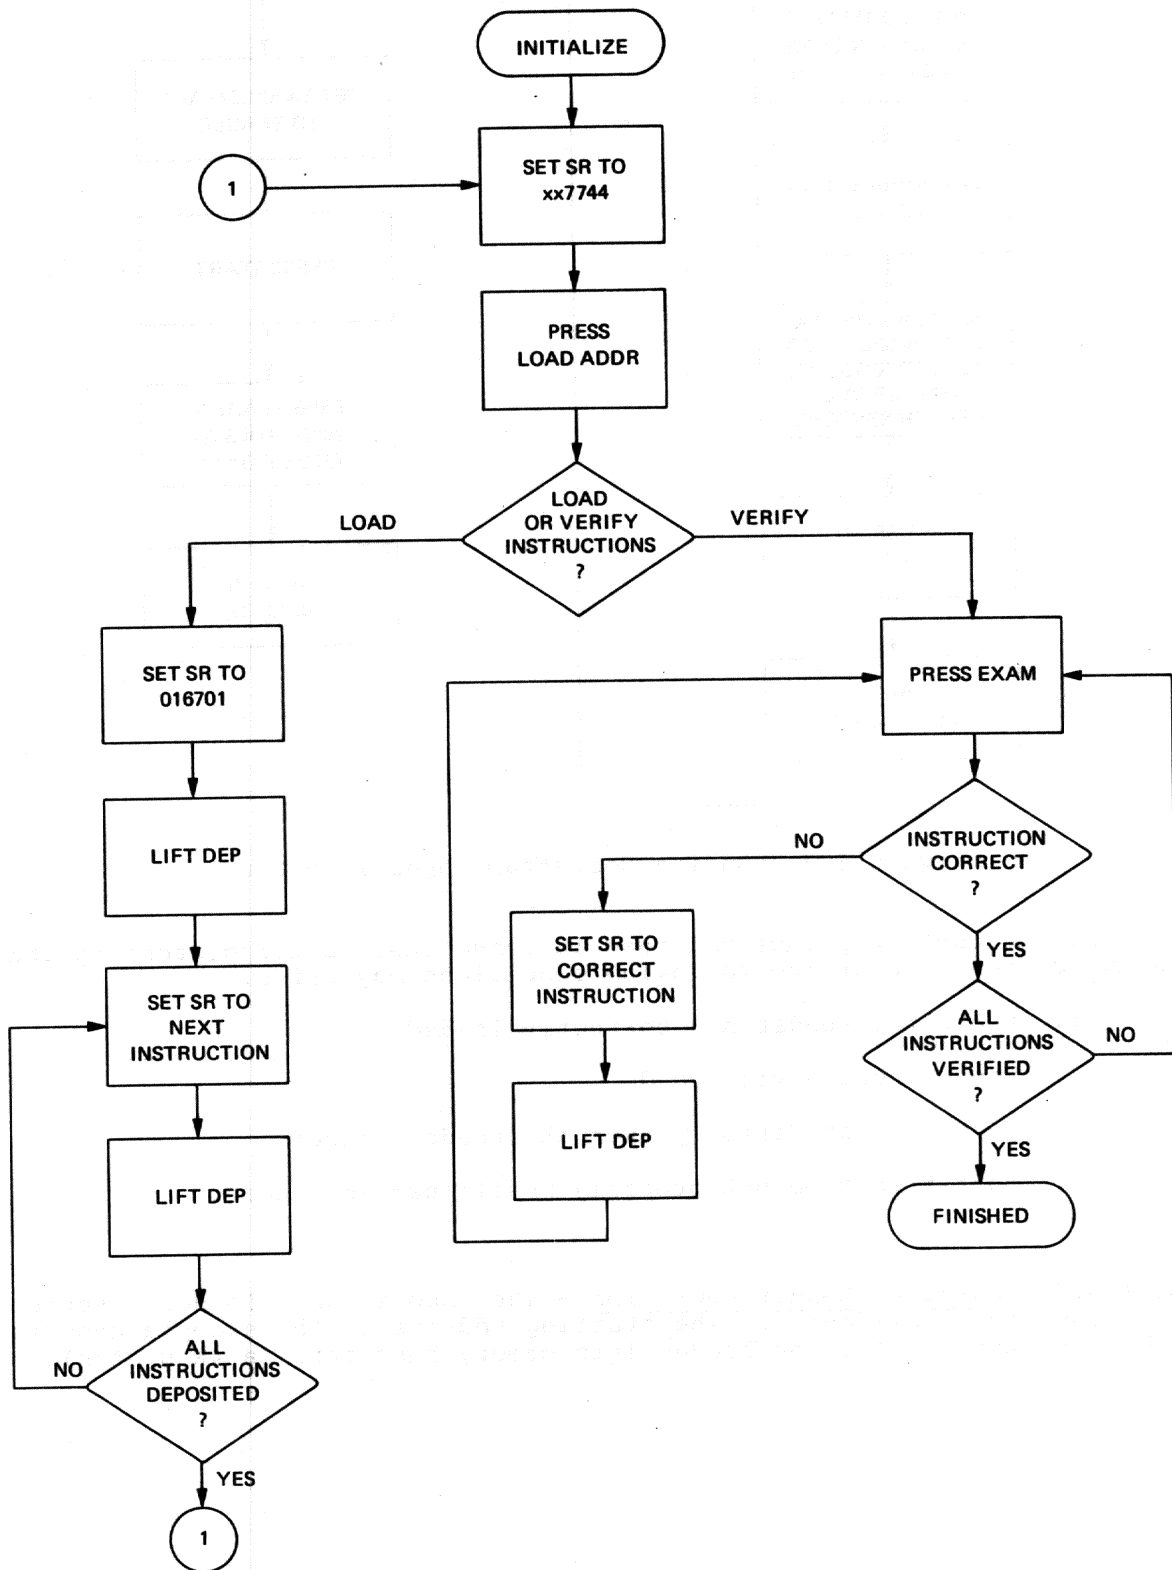 INITIALIZE
SET SR TO
xx7744
1
PRESS
LOAD ADDR
LOAD
OR VERIFY
INSTRUCTIONS
?
LOAD
VERIFY
SET SR TO
016701
LIFT DEP
SET SR TO
NEXT
INSTRUCTION
LIFT DEP
ALL
INSTRUCTIONS
DEPOSITED
?
NO
YES
1
PRESS EXAM
INSTRUCTION
CORRECT
?
NO
YES
SET SR TO
CORRECT
INSTRUCTION
LIFT DEP
ALL
INSTRUCTIONS
VERIFIED
?
NO
YES
FINISHED